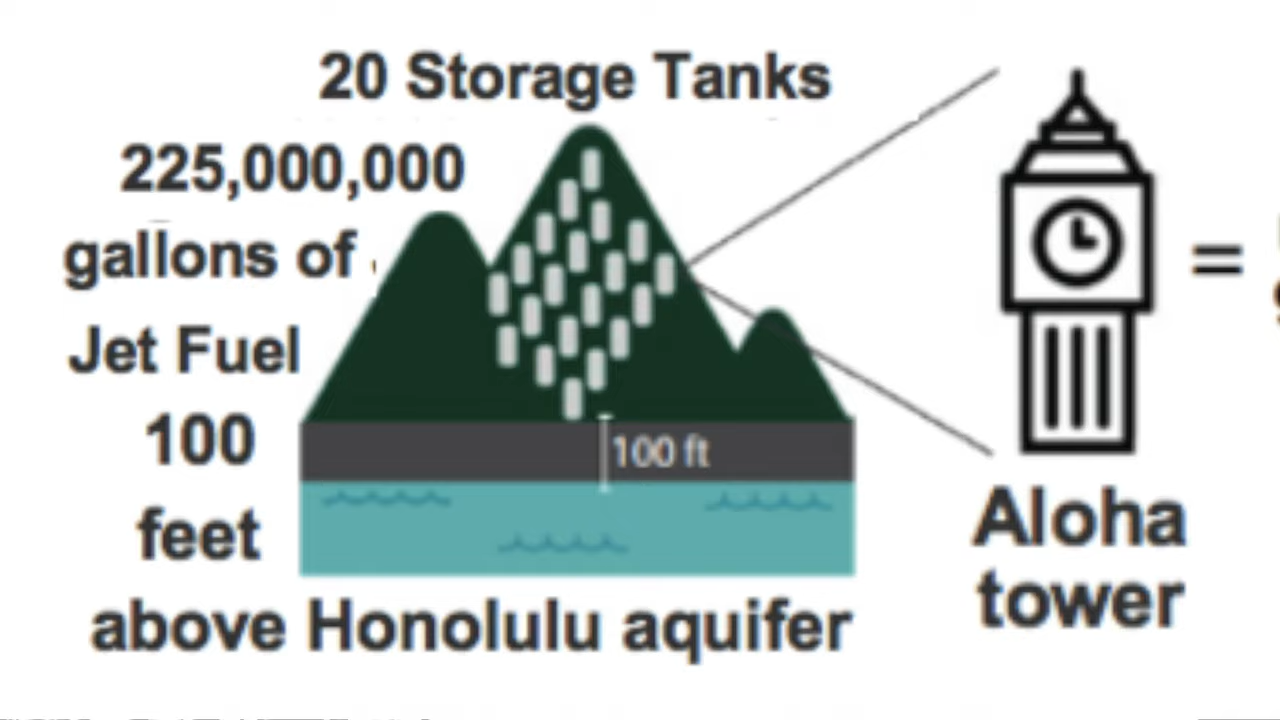 20 Storage Tanks
225,000,000
gallons of
Jet Fuel
100
feet
above Honolulu aquifer
100 ft
=
Aloha
tower